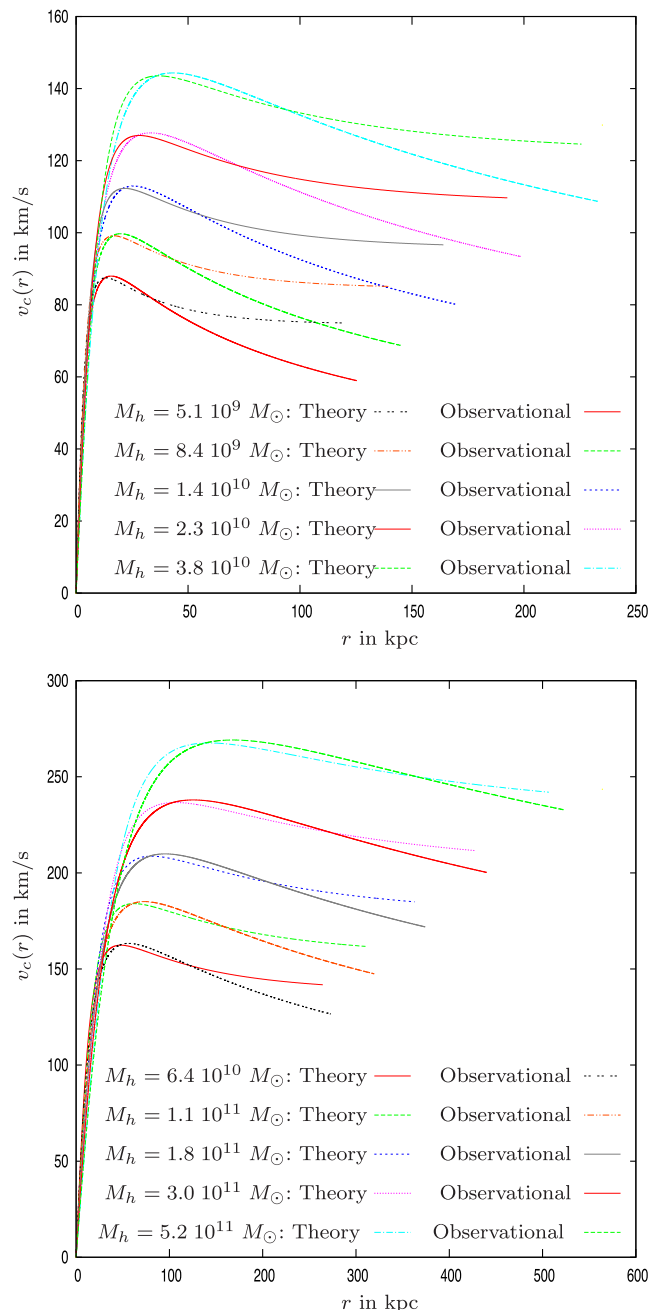 160
140
120
100
80
60
40
20
0
v_c(r) in km/s
M_h = 5.1 10^9 M_⊙: Theory Observational
M_h = 8.4 10^9 M_⊙: Theory Observational
M_h = 1.4 10^10 M_⊙: Theory Observational
M_h = 2.3 10^10 M_⊙: Theory Observational
M_h = 3.8 10^10 M_⊙: Theory Observational
0 50 100 150 200 250
r in kpc
300
250
200
150
100
50
0
v_c(r) in km/s
M_h = 6.4 10^10 M_⊙: Theory Observational
M_h = 1.1 10^11 M_⊙: Theory Observational
M_h = 1.8 10^11 M_⊙: Theory Observational
M_h = 3.0 10^11 M_⊙: Theory Observational
M_h = 5.2 10^11 M_⊙: Theory Observational
0 100 200 300 400 500 600
r in kpc